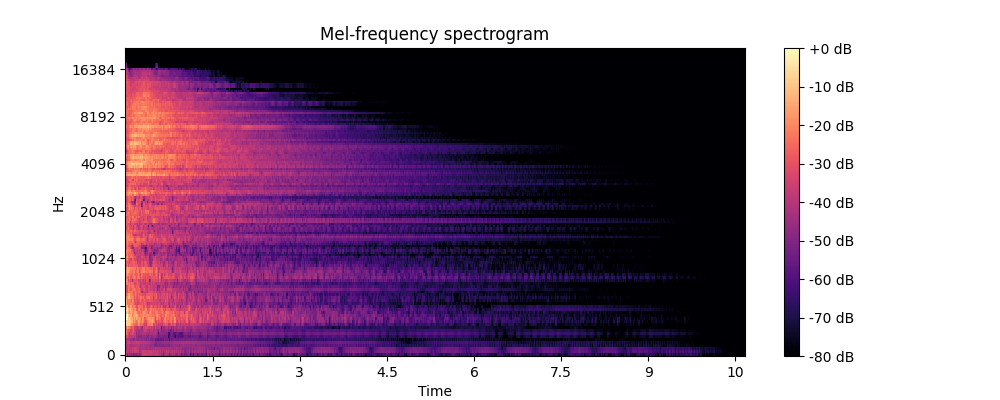 Mel-frequency spectrogram
Hz
16384
8192
4096
2048
1024
512
0
0 1.5 3 4.5 6 7.5 9 10
Time
+0 dB
-10 dB
-20 dB
-30 dB
-40 dB
-50 dB
-60 dB
-70 dB
-80 dB